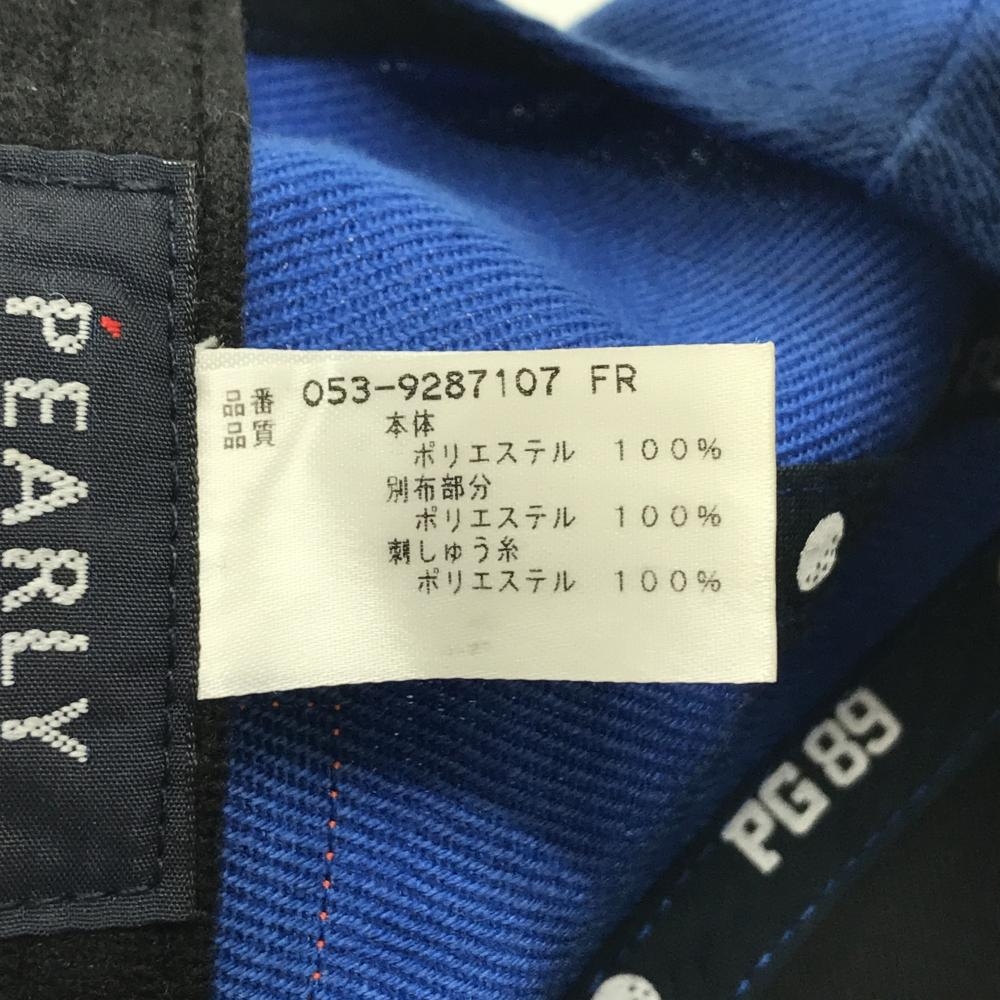 PEARLY
品番 053-9287107 FR
品質
本体
ポリエステル 100%
別布部分
ポリエステル 100%
刺しゅう糸
ポリエステル 100%
PG89